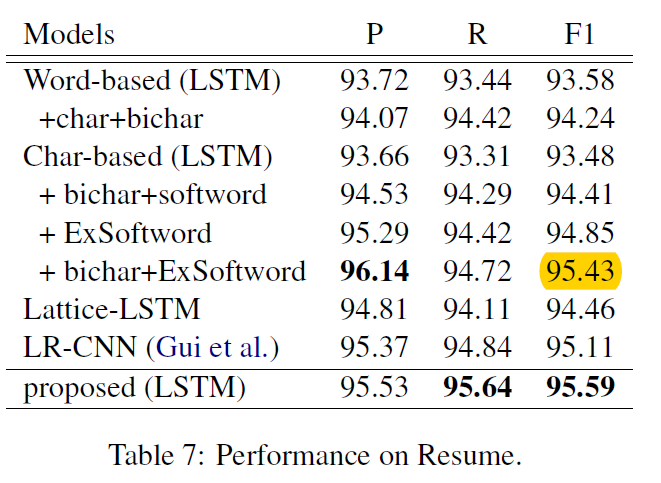 Models P R F1
Word-based (LSTM) 93.72 93.44 93.58
+char+bichar 94.07 94.42 94.24
Char-based (LSTM) 93.66 93.31 93.48
+ bichar+softword 94.53 94.29 94.41
+ ExSoftword 95.29 94.42 94.85
+ bichar+ExSoftword 96.14 94.72 95.43
Lattice-LSTM 94.81 94.11 94.46
LR-CNN (Gui et al.) 95.37 94.84 95.11
proposed (LSTM) 95.53 95.64 95.59
Table 7: Performance on Resume.